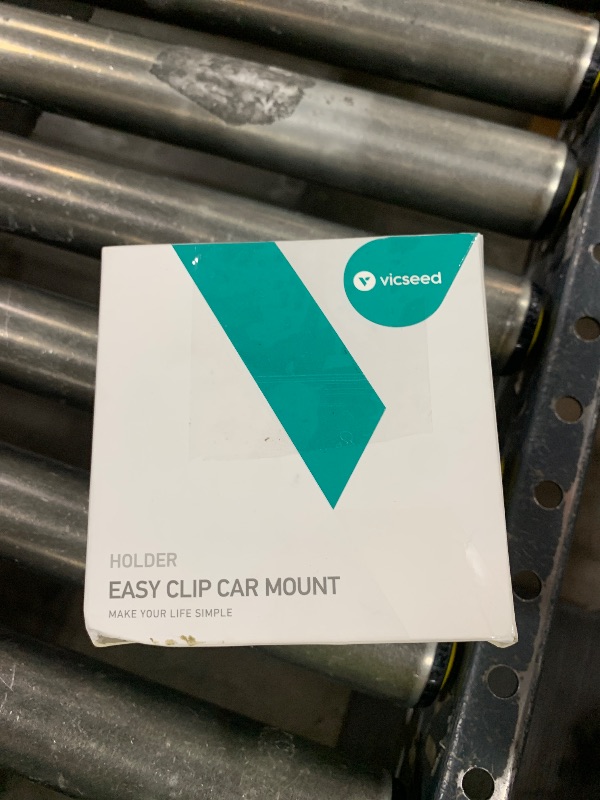 vicseed
HOLDER
EASY CLIP CAR MOUNT
MAKE YOUR LIFE SIMPLE